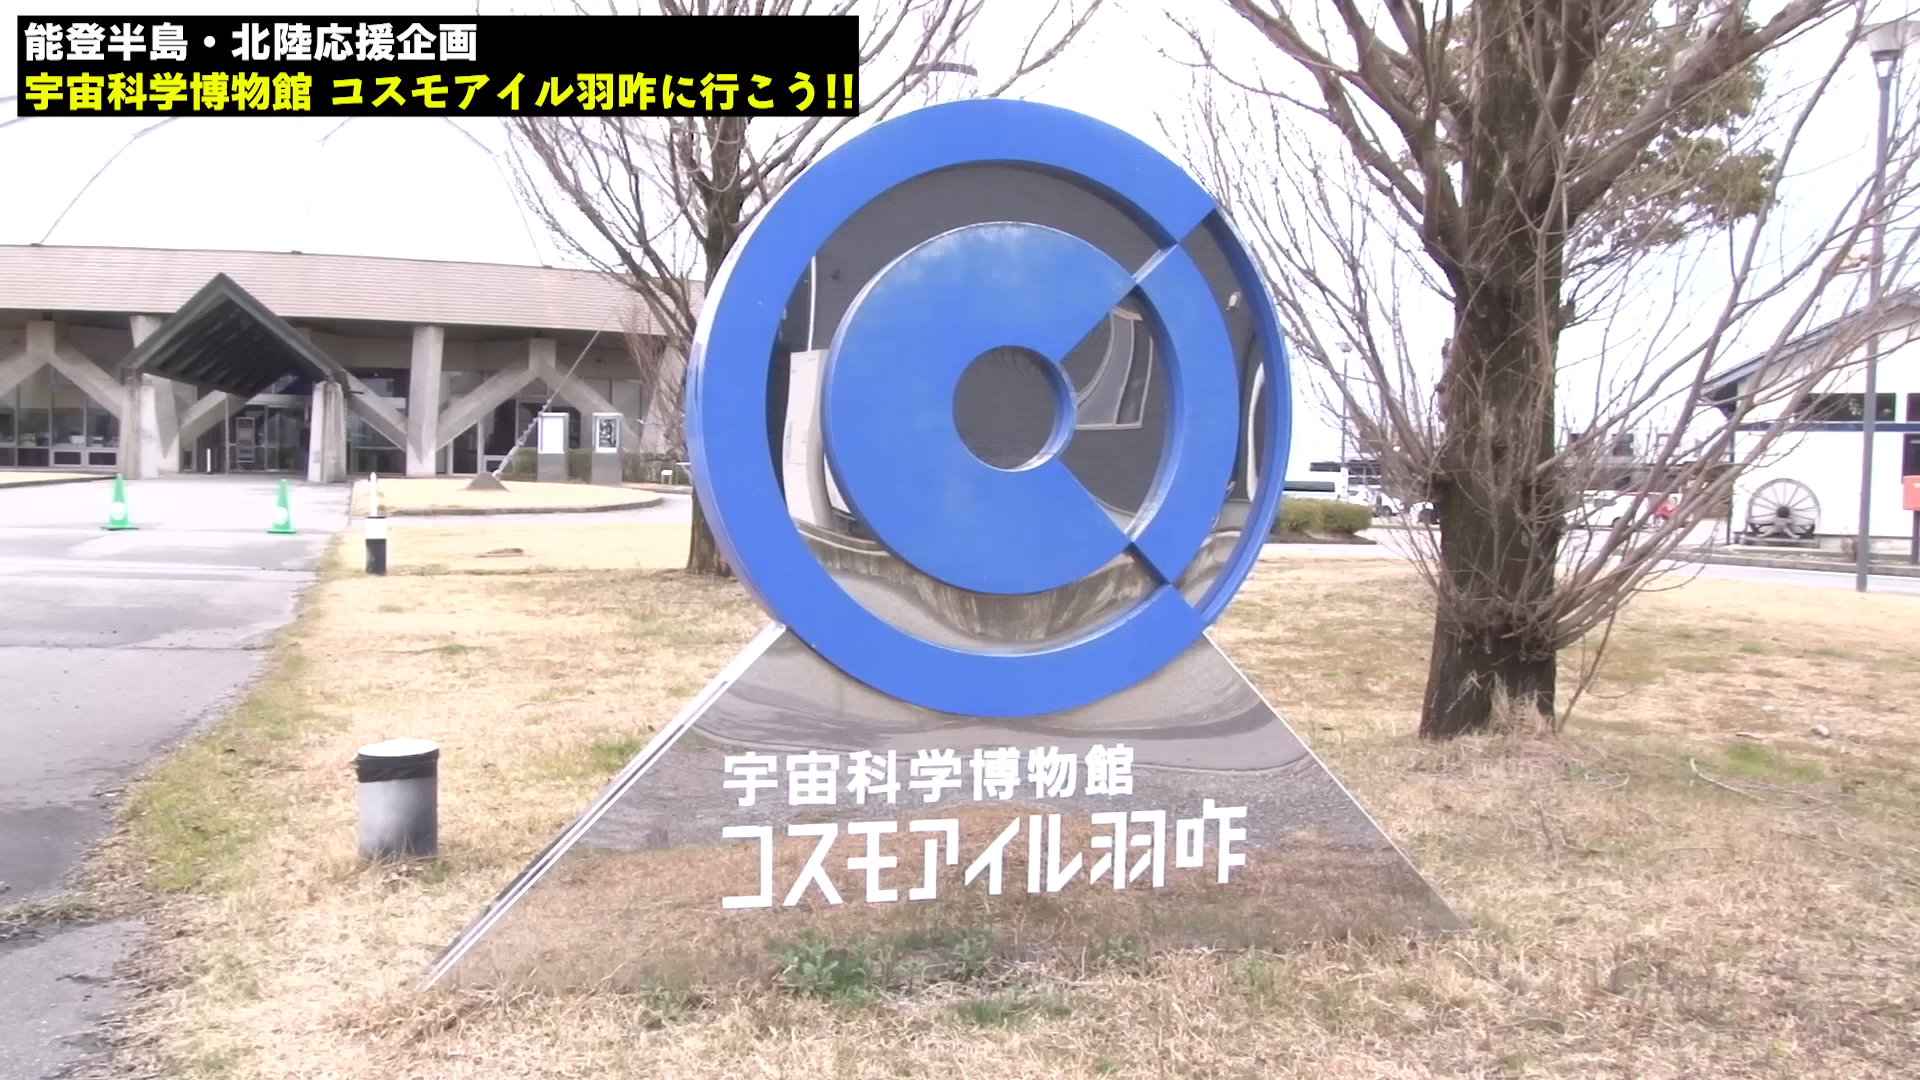 能登半島・北陸応援企画
宇宙科学博物館 コスモアイル羽咋に行こう!!
宇宙科学博物館
コスモアイル羽咋